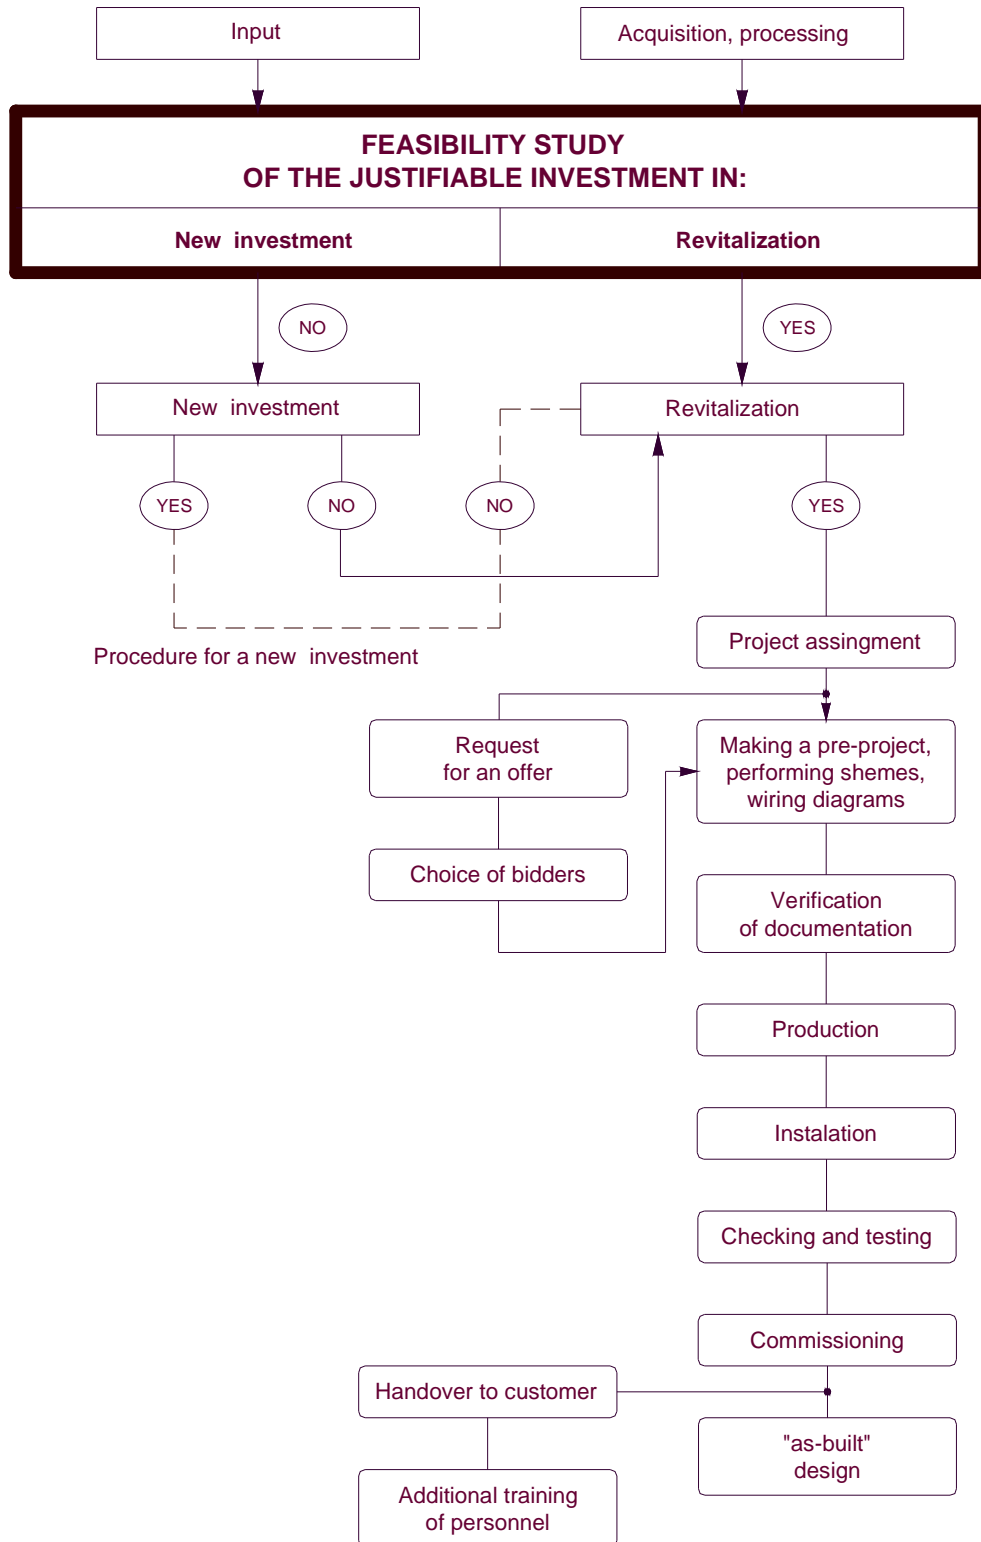 Input
Acquisition, processing
FEASIBILITY STUDY
OF THE JUSTIFIABLE INVESTMENT IN:
New investment
Revitalization
NO
YES
New investment
Revitalization
YES
NO
NO
YES
Procedure for a new investment
Project assingment
Request
for an offer
Making a pre-project,
performing shemes,
wiring diagrams
Choice of bidders
Verification
of documentation
Production
Instalation
Checking and testing
Commissioning
Handover to customer
"as-built"
design
Additional training
of personnel